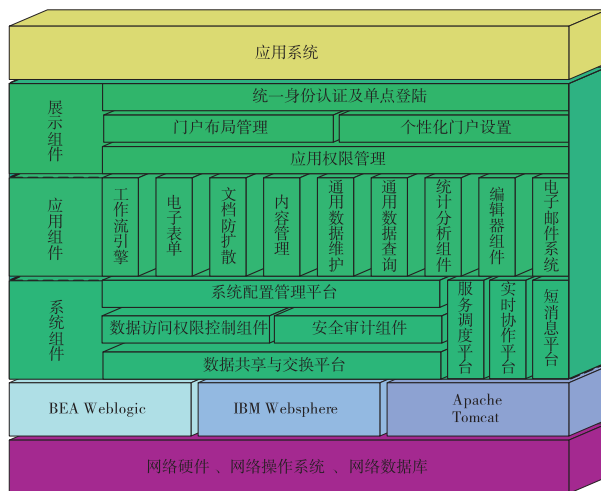 应用系统
展示组件
统一身份认证及单点登陆
门户布局管理
个性化门户设置
应用权限管理
应用组件
工作流引擎
电子表单
文档防扩散
内容管理
通用数据维护
通用数据查询
统计分析组件
编辑器组件
电子邮件系统
系统组件
系统配置管理平台
数据访问权限控制组件
安全审计组件
数据共享与交换平台
服务调度平台
实时协作平台
短消息平台
BEA Weblogic
IBM Websphere
Apache
Tomcat
网络硬件 、网络操作系统 、网络数据库